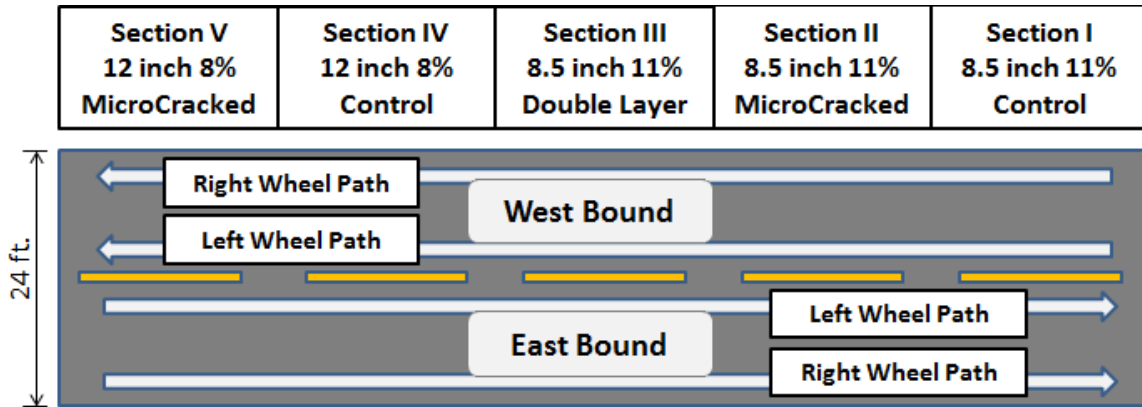 Section V
12 inch 8%
MicroCracked
Section IV
12 inch 8%
Control
Section III
8.5 inch 11%
Double Layer
Section II
8.5 inch 11%
MicroCracked
Section I
8.5 inch 11%
Control
24 ft.
Right Wheel Path
West Bound
Left Wheel Path
Left Wheel Path
East Bound
Right Wheel Path